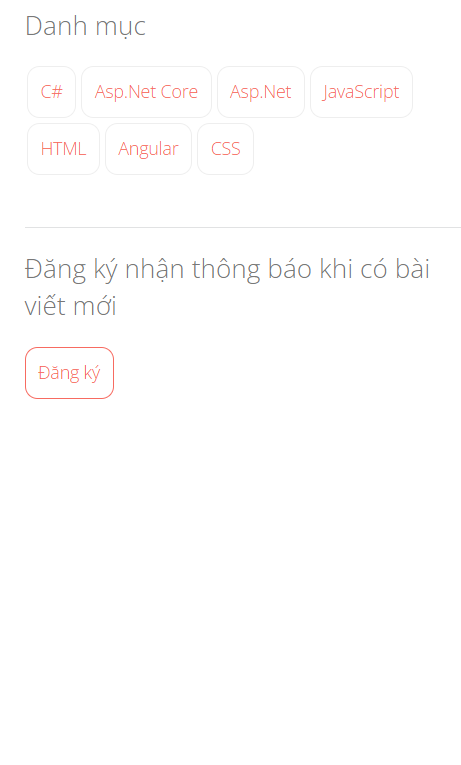 Danh mục
C# Asp.Net Core Asp.Net JavaScript
HTML Angular CSS
Đăng ký nhận thông báo khi có bài
viết mới
Đăng ký